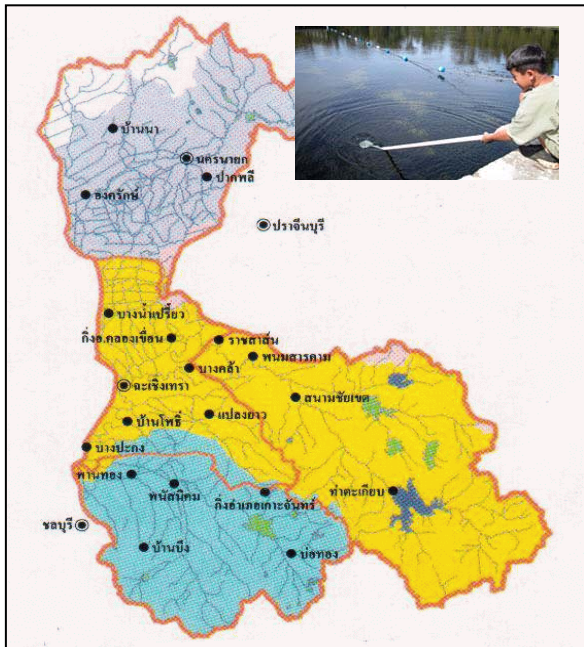 บ้านนา
นครนายก
องครักษ์
ปากพลี
ปราจีนบุรี
บางน้ำเปรี้ยว
กิ่งอ.คลองเขื่อน
ราชสาส์น
พนมสารคาม
บางคล้า
ฉะเชิงเทรา
สนามชัยเขต
บ้านโพธิ์
แปลงยาว
บางปะกง
พานทอง
พนัสนิคม
กิ่งอำเภอเกาะจันทร์
ท่าตะเกียบ
ชลบุรี
บ้านบึง
บ่อทอง